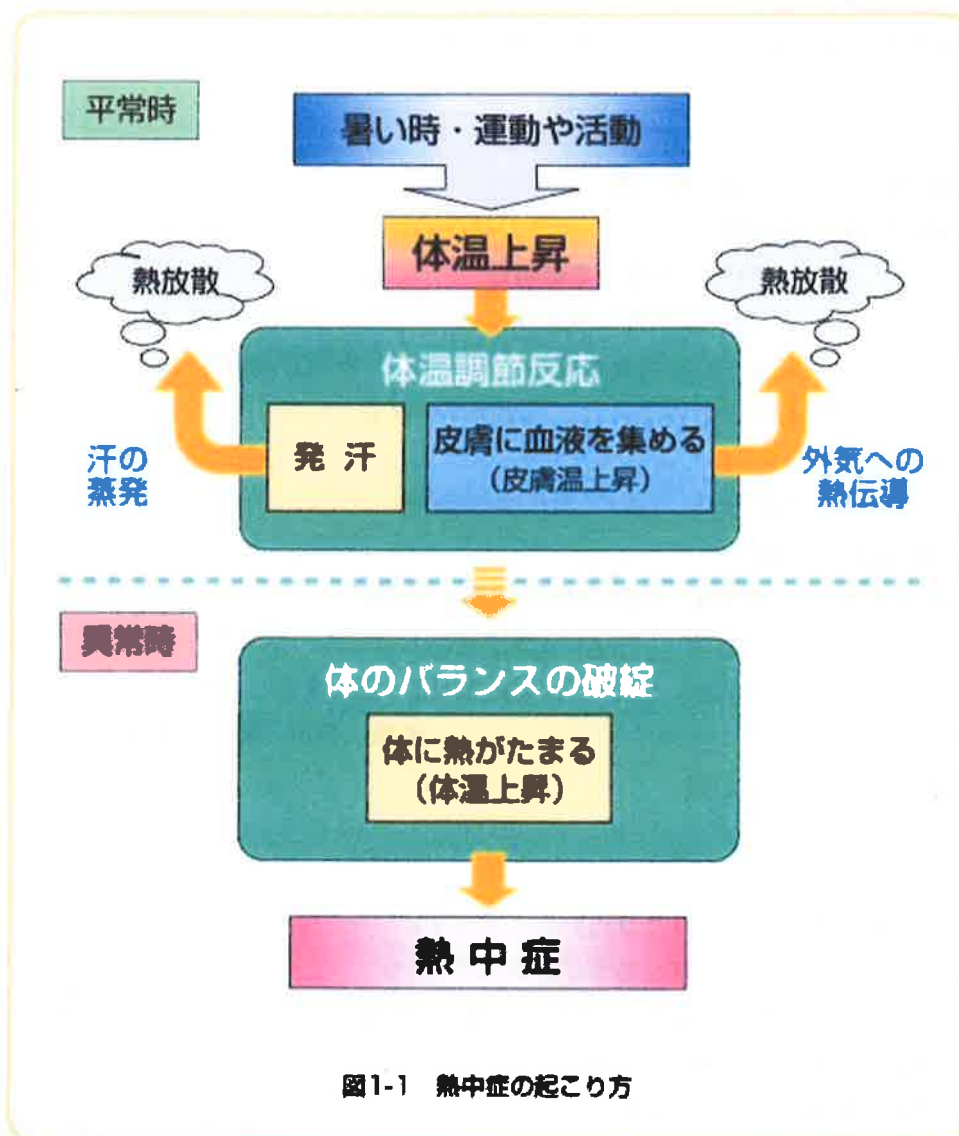 平常時
暑い時・運動や活動
体温上昇
熱放散
熱放散
体温調節反応
発 汗
皮膚に血液を集める
(皮膚温上昇)
汗の
蒸発
外気への
熱伝導
異常時
体のバランスの破綻
体に熱がたまる
(体温上昇)
熱中症
図1-1 熱中症の起こり方